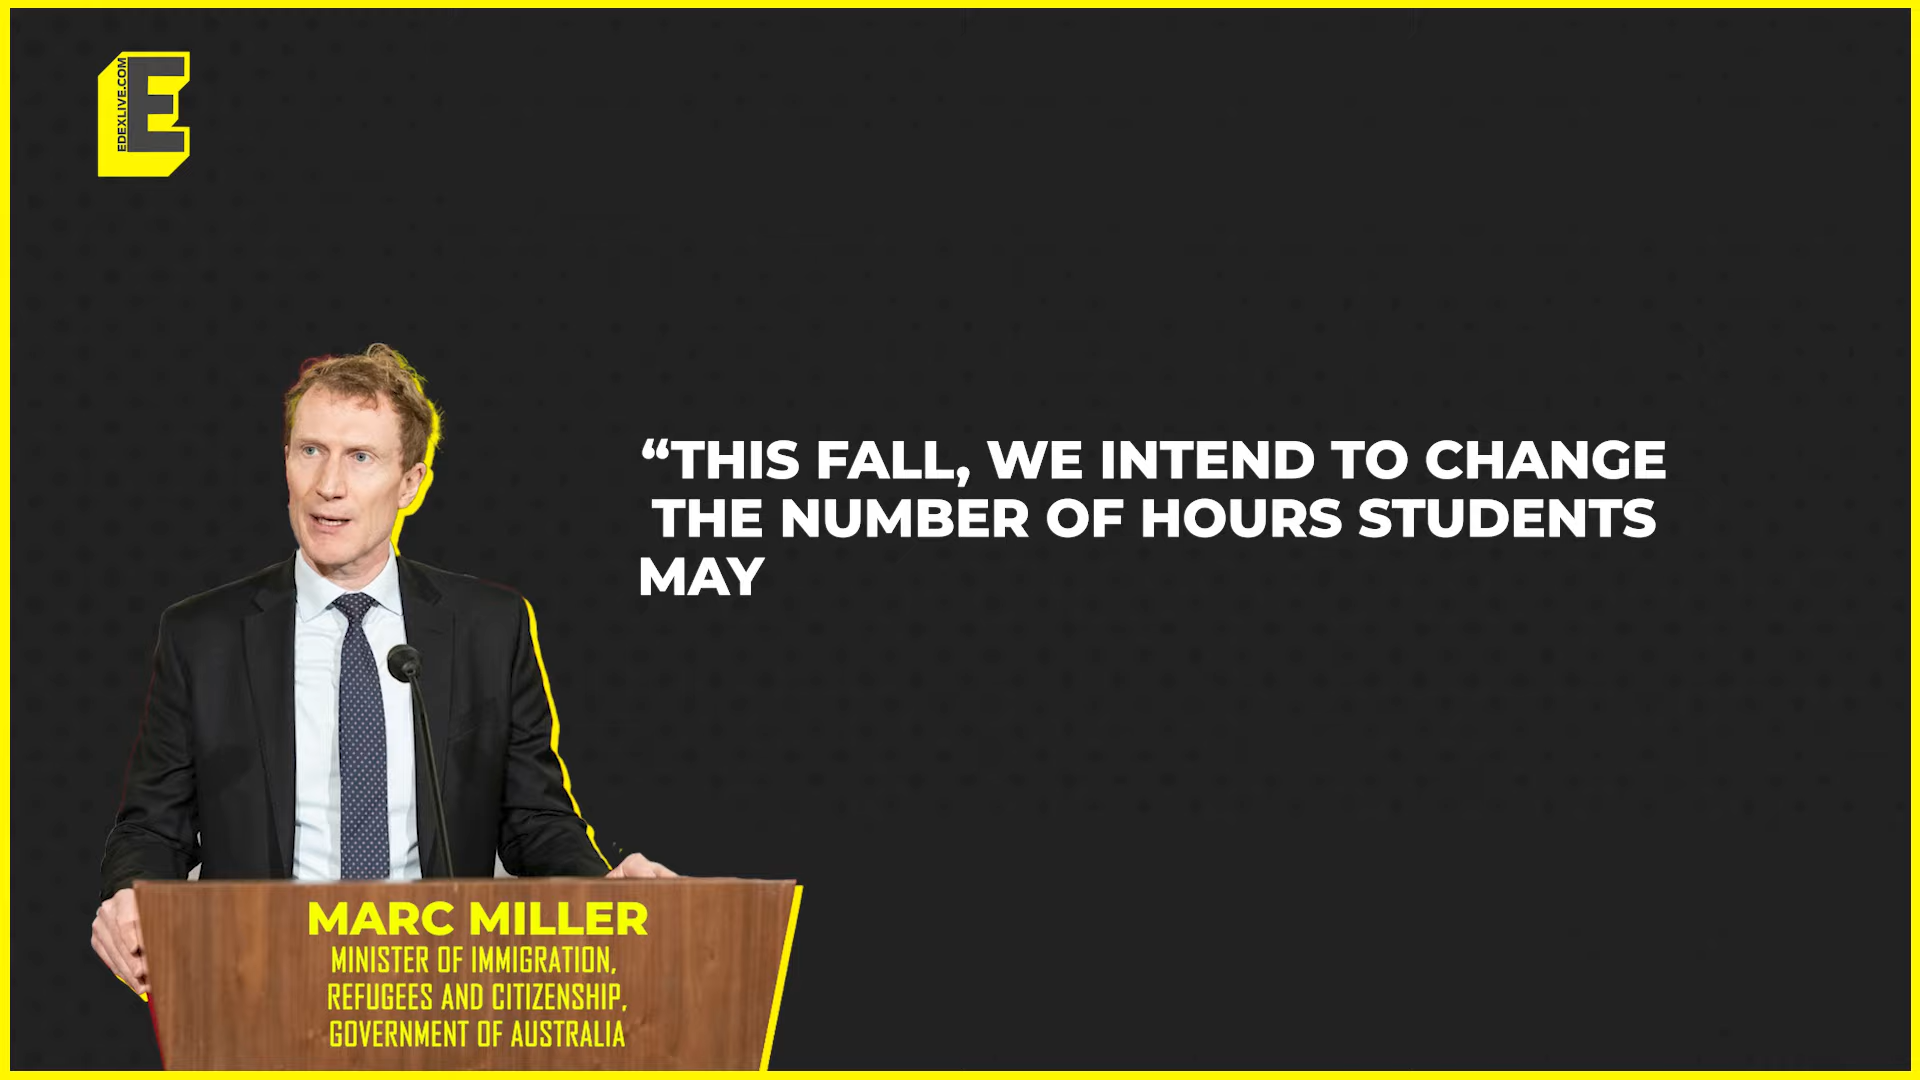 EDEXLIVE.COM
E
“THIS FALL, WE INTEND TO CHANGE
THE NUMBER OF HOURS STUDENTS
MAY
MARC MILLER
MINISTER OF IMMIGRATION,
REFUGEES AND CITIZENSHIP,
GOVERNMENT OF AUSTRALIA